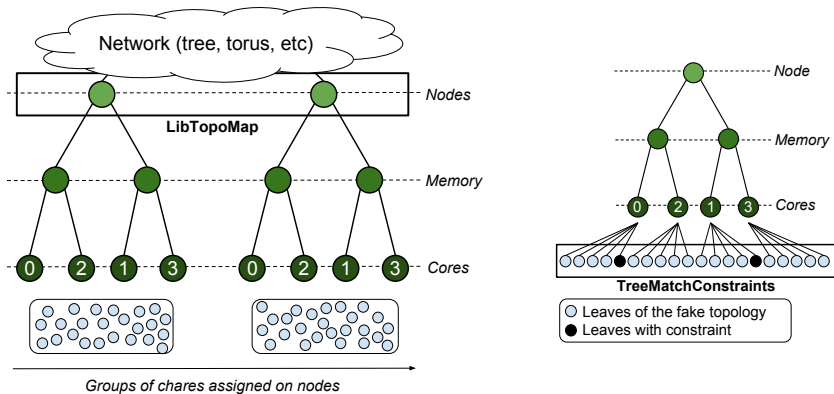 Network (tree, torus, etc)
Nodes
LibTopoMap
Memory
0 2 1 3 0 2 1 3
Cores
Groups of chares assigned on nodes
Node
Memory
0 2 1 3
Cores
TreeMatchConstraints
Leaves of the fake topology
Leaves with constraint